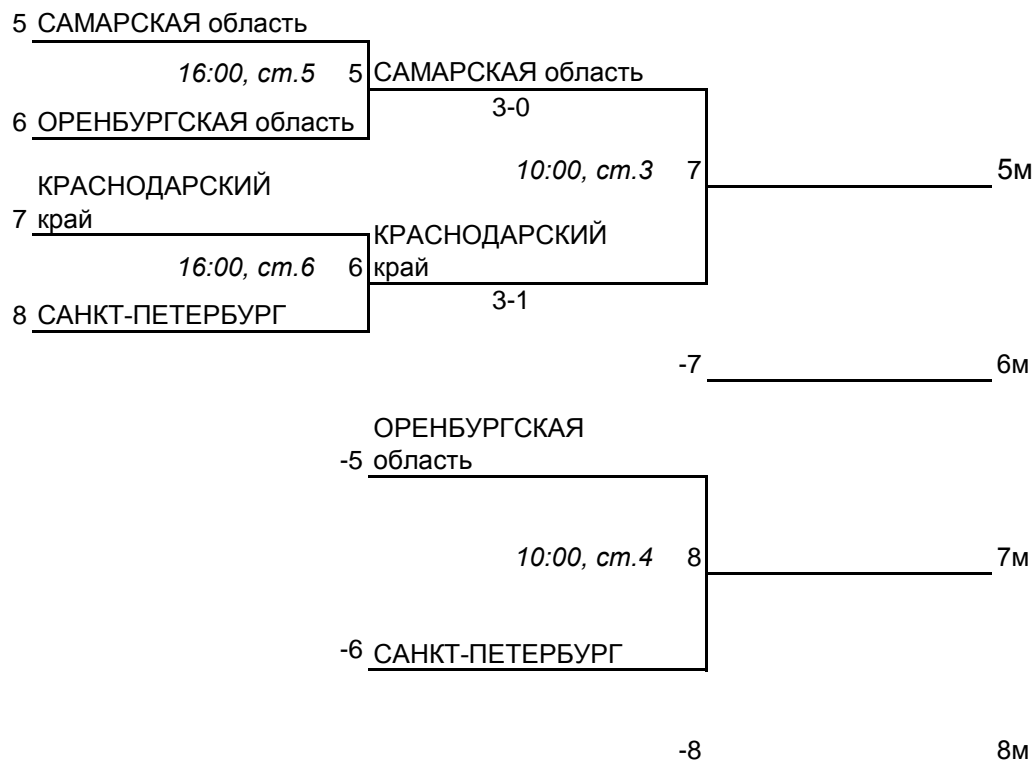 5 САМАРСКАЯ область
16:00, ст.5 5 САМАРСКАЯ область
3-0
6 ОРЕНБУРГСКАЯ область
10:00, ст.3 7 5м
КРАСНОДАРСКИЙ
7 край
КРАСНОДАРСКИЙ
16:00, ст.6 6 край
3-1
8 САНКТ-ПЕТЕРБУРГ
-7 6м
ОРЕНБУРГСКАЯ
-5 область
10:00, ст.4 8 7м
-6 САНКТ-ПЕТЕРБУРГ
-8 8м